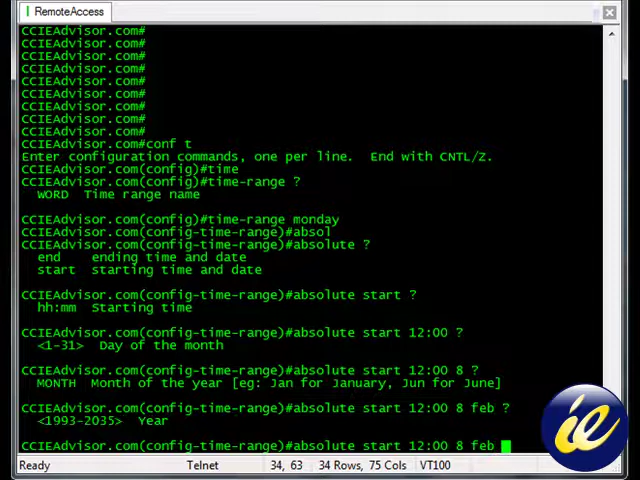 RemoteAccess
CCIEAdvisor.com#
CCIEAdvisor.com#
CCIEAdvisor.com#
CCIEAdvisor.com#
CCIEAdvisor.com#
CCIEAdvisor.com#
CCIEAdvisor.com#
CCIEAdvisor.com#
CCIEAdvisor.com#
CCIEAdvisor.com#conf t
Enter configuration commands, one per line.  End with CNTL/Z.
CCIEAdvisor.com(config)#time
CCIEAdvisor.com(config)#time-range ?
  WORD  Time range name
CCIEAdvisor.com(config)#time-range monday
CCIEAdvisor.com(config-time-range)#absol
CCIEAdvisor.com(config-time-range)#absolute ?
  end    ending time and date
  start  starting time and date
CCIEAdvisor.com(config-time-range)#absolute start ?
  hh:mm  Starting time
CCIEAdvisor.com(config-time-range)#absolute start 12:00 ?
  <1-31>  Day of the month
CCIEAdvisor.com(config-time-range)#absolute start 12:00 8 ?
  MONTH  Month of the year [eg: Jan for January, Jun for June]
CCIEAdvisor.com(config-time-range)#absolute start 12:00 8 feb ?
  <1993-2035>  Year
CCIEAdvisor.com(config-time-range)#absolute start 12:00 8 feb
ie
Ready Telnet 34, 63 34 Rows, 75 Cols VT100